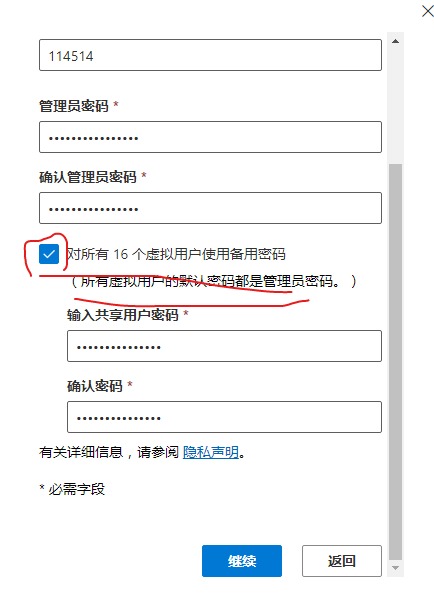 114514
管理员密码 *
••••••••••••••••
确认管理员密码 *
••••••••••••••••
对所有 16 个虚拟用户使用备用密码
（所有虚拟用户的默认密码都是管理员密码。）
输入共享用户密码 *
•••••••••••••••
确认密码 *
•••••••••••••••
有关详细信息，请参阅 隐私声明。
* 必需字段
继续 返回